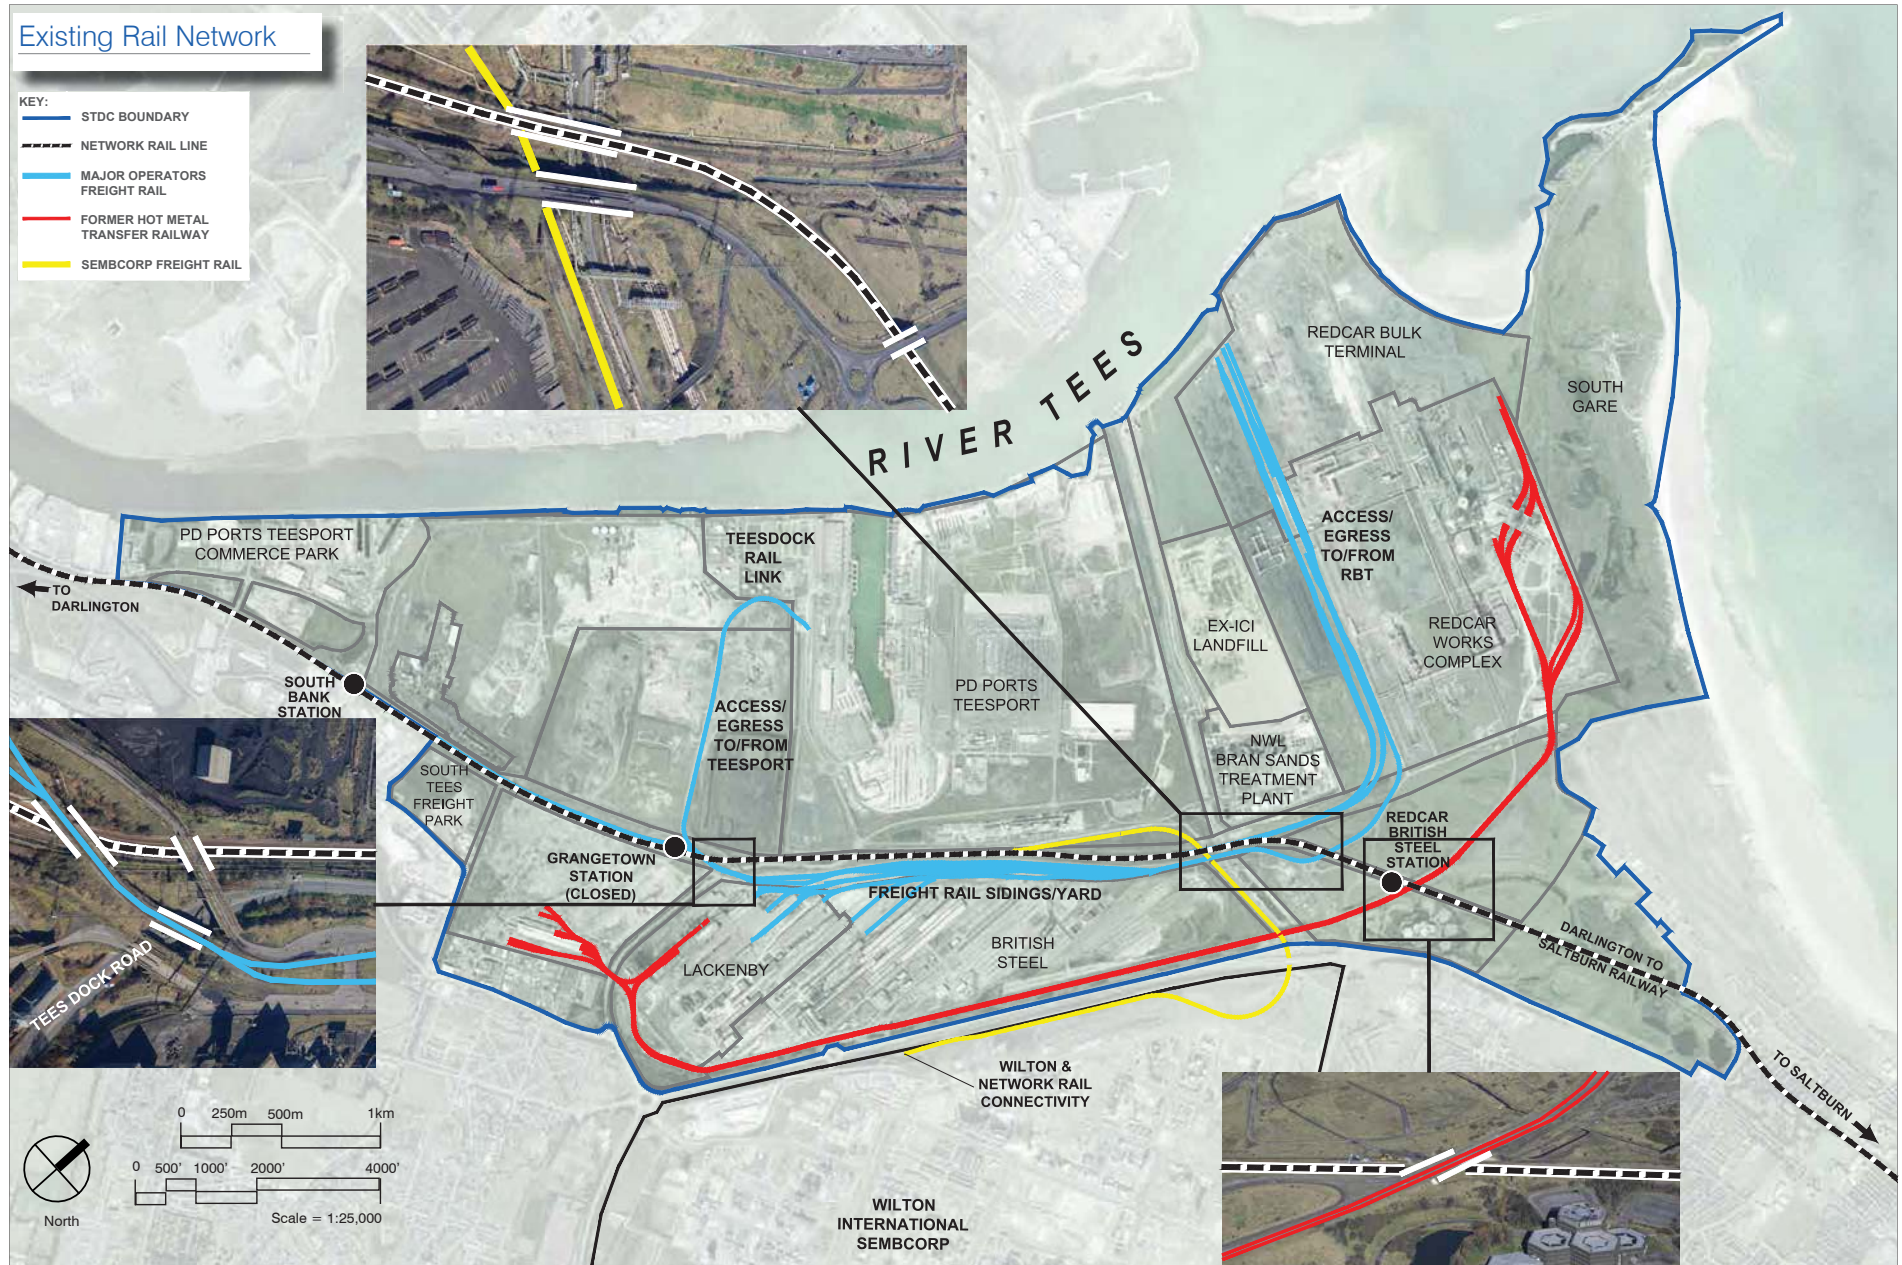 Existing Rail Network
KEY:
STDC BOUNDARY
NETWORK RAIL LINE
MAJOR OPERATORS
FREIGHT RAIL
FORMER HOT METAL
TRANSFER RAILWAY
SEMBCORP FREIGHT RAIL
RIVER TEES
REDCAR BULK
TERMINAL
SOUTH
GARE
PD PORTS TEESPORT
COMMERCE PARK
TEESDOCK
RAIL
LINK
ACCESS/
EGRESS
TO/FROM
RBT
TO
DARLINGTON
EX-ICI
LANDFILL
REDCAR
WORKS
COMPLEX
SOUTH
BANK
STATION
PD PORTS
TEESPORT
ACCESS/
EGRESS
TO/FROM
TEESPORT
NWL
BRAN SANDS
TREATMENT
PLANT
SOUTH
TEES
FREIGHT
PARK
REDCAR
BRITISH
STEEL
STATION
GRANGETOWN
STATION
(CLOSED)
FREIGHT RAIL SIDINGS/YARD
BRITISH
STEEL
LACKENBY
DARLINGTON TO
SALTBURN RAILWAY
TEES DOCK ROAD
WILTON &
NETWORK RAIL
CONNECTIVITY
TO SALTBURN
0 250m 500m 1km
0 500' 1000' 2000' 4000'
North
Scale = 1:25,000
WILTON
INTERNATIONAL
SEMBCORP